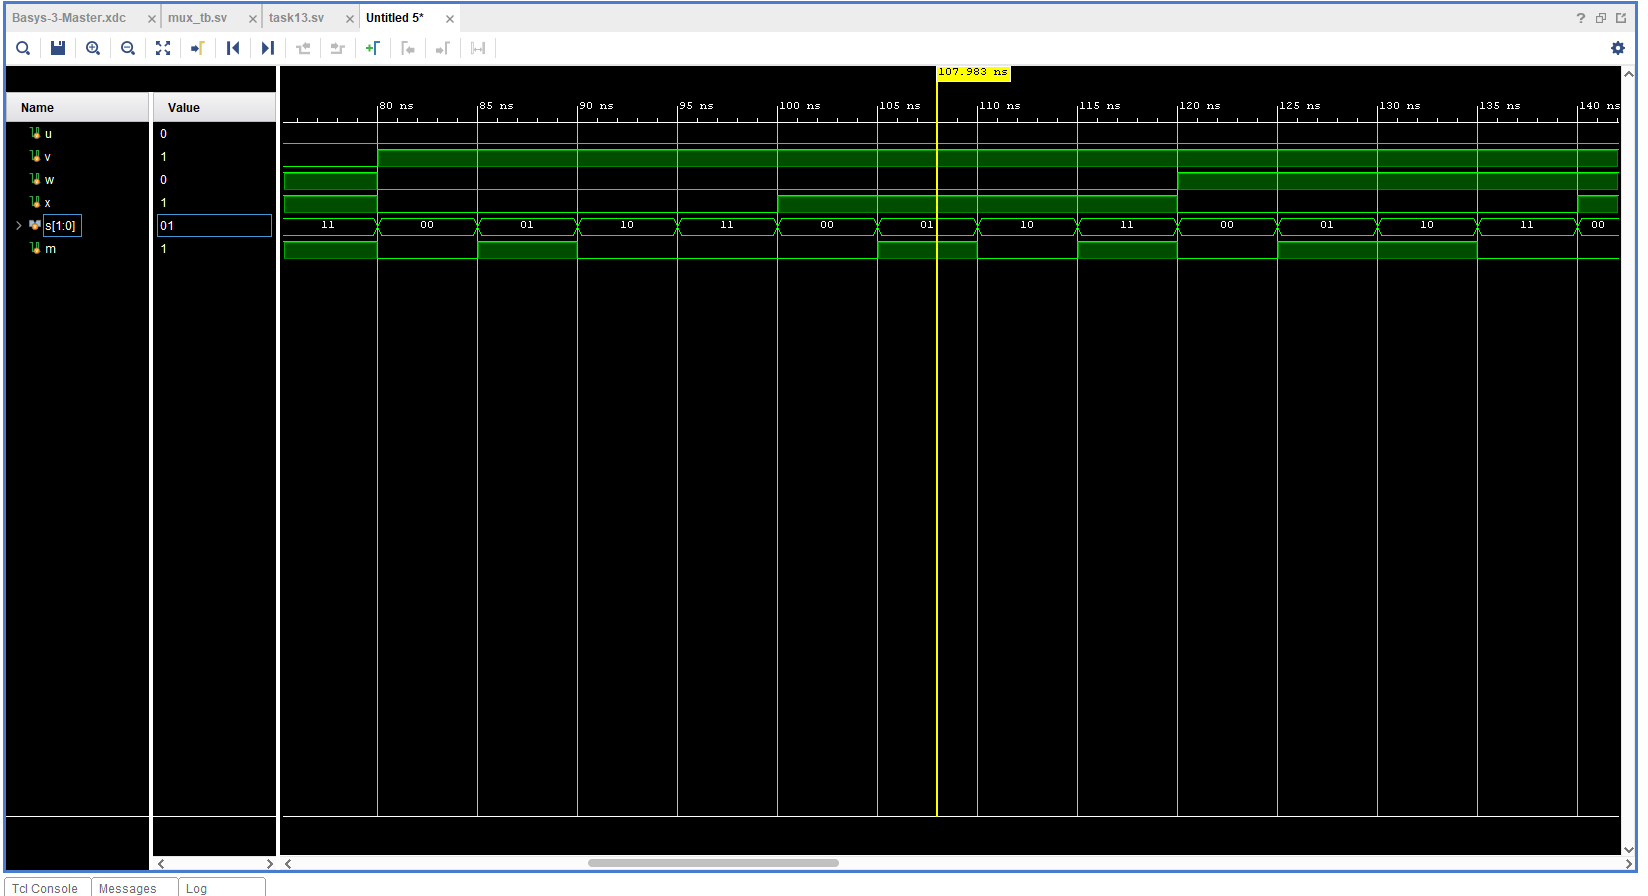 Basys-3-Master.xdc mux_tb.sv task13.sv Untitled 5*
107.983 ns
Name Value 80 ns 85 ns 90 ns 95 ns 100 ns 105 ns 110 ns 115 ns 120 ns 125 ns 130 ns 135 ns 140 ns
u 0
v 1
w 0
x 1
s[1:0] 01 11 00 01 10 11 00 01 10 11 00 01 10 11 00
m 1
Tcl Console Messages Log